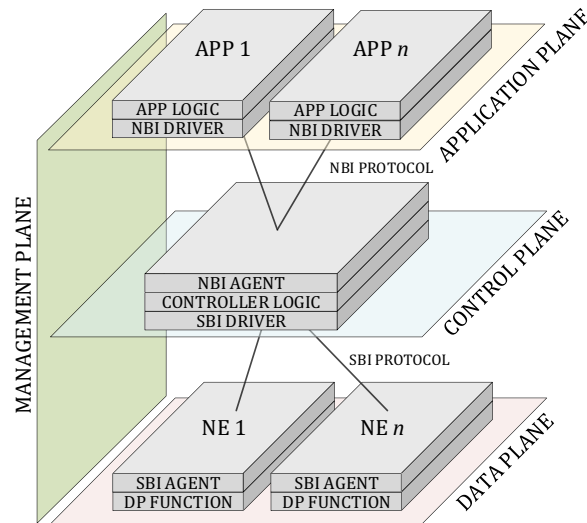 APP 1
APP n
APP LOGIC
NBI DRIVER
APP LOGIC
NBI DRIVER
APPLICATION PLANE
NBI PROTOCOL
MANAGEMENT PLANE
NBI AGENT
CONTROLLER LOGIC
SBI DRIVER
CONTROL PLANE
SBI PROTOCOL
NE 1
NE n
SBI AGENT
DP FUNCTION
SBI AGENT
DP FUNCTION
DATA PLANE